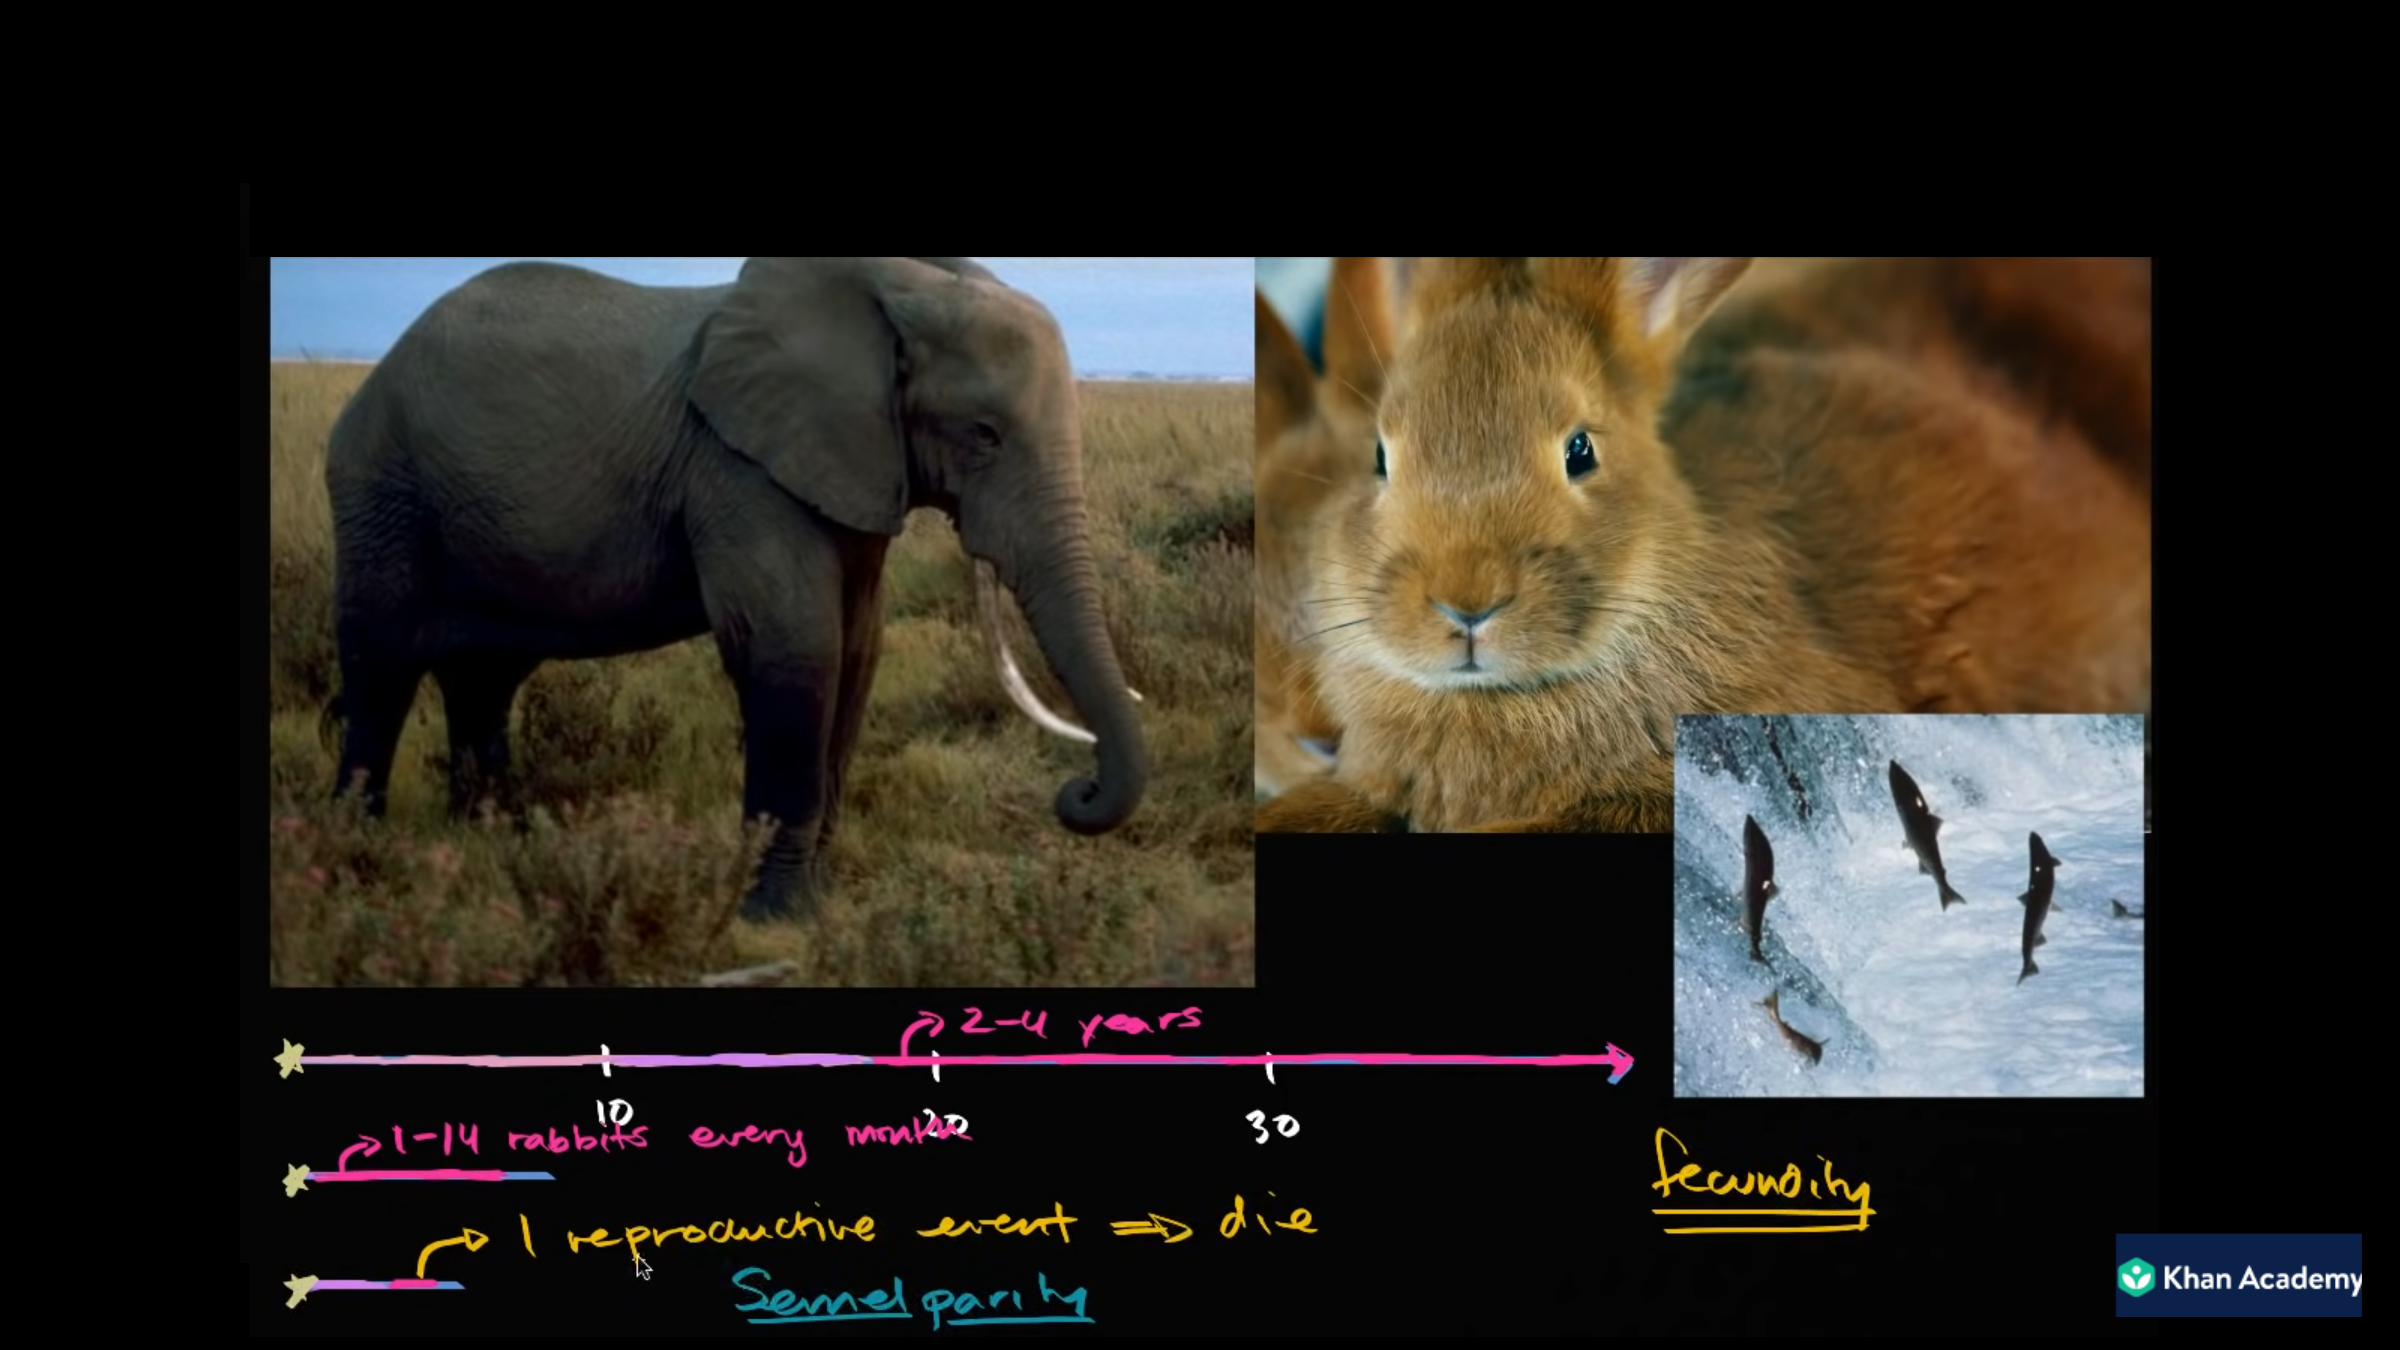 2-4 years
10 20 30
1-14 rabbits every month
fecundity
1 reproductive event ⇒ die
Semelparity
Khan Academy